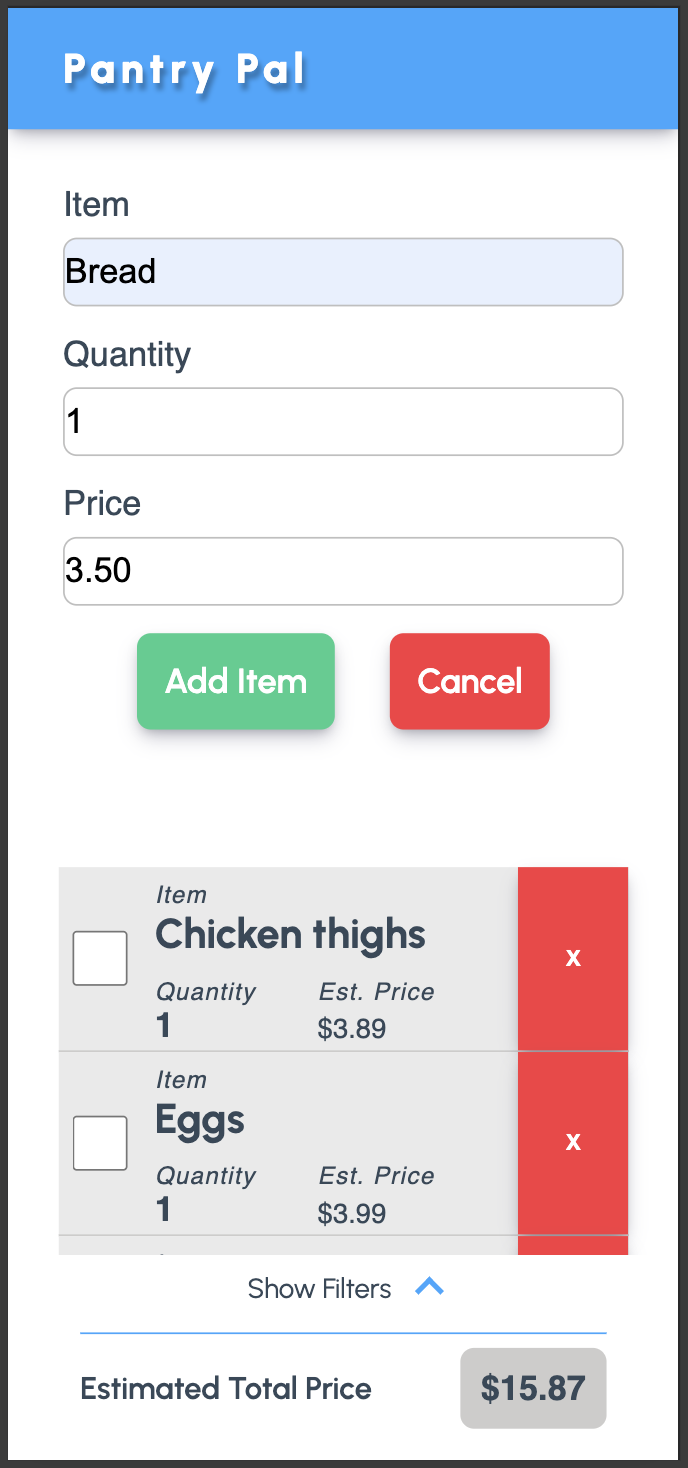 Pantry Pal
Item
Bread
Quantity
1
Price
3.50
Add Item Cancel
Item
Chicken thighs
Quantity Est. Price
1 $3.89
x
Item
Eggs
Quantity Est. Price
1 $3.99
x
Show Filters
Estimated Total Price $15.87